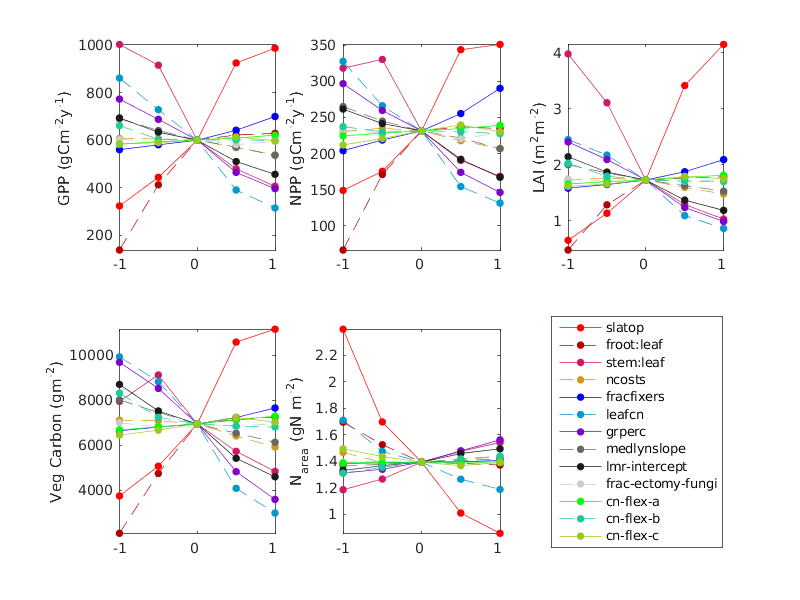 GPP (gCm⁻²y⁻¹)
1000
800
600
400
200
-1 0 1
NPP (gCm⁻²y⁻¹)
350
300
250
200
150
100
-1 0 1
LAI (m²m⁻²)
4
3
2
1
-1 0 1
Veg Carbon (gm⁻²)
10000
8000
6000
4000
-1 0 1
N_area (gN m⁻²)
2.2
2
1.8
1.6
1.4
1.2
1
-1 0 1
slatop
froot:leaf
stem:leaf
ncosts
fracfixers
leafcn
grperc
medlynslope
lmr-intercept
frac-ectomy-fungi
cn-flex-a
cn-flex-b
cn-flex-c